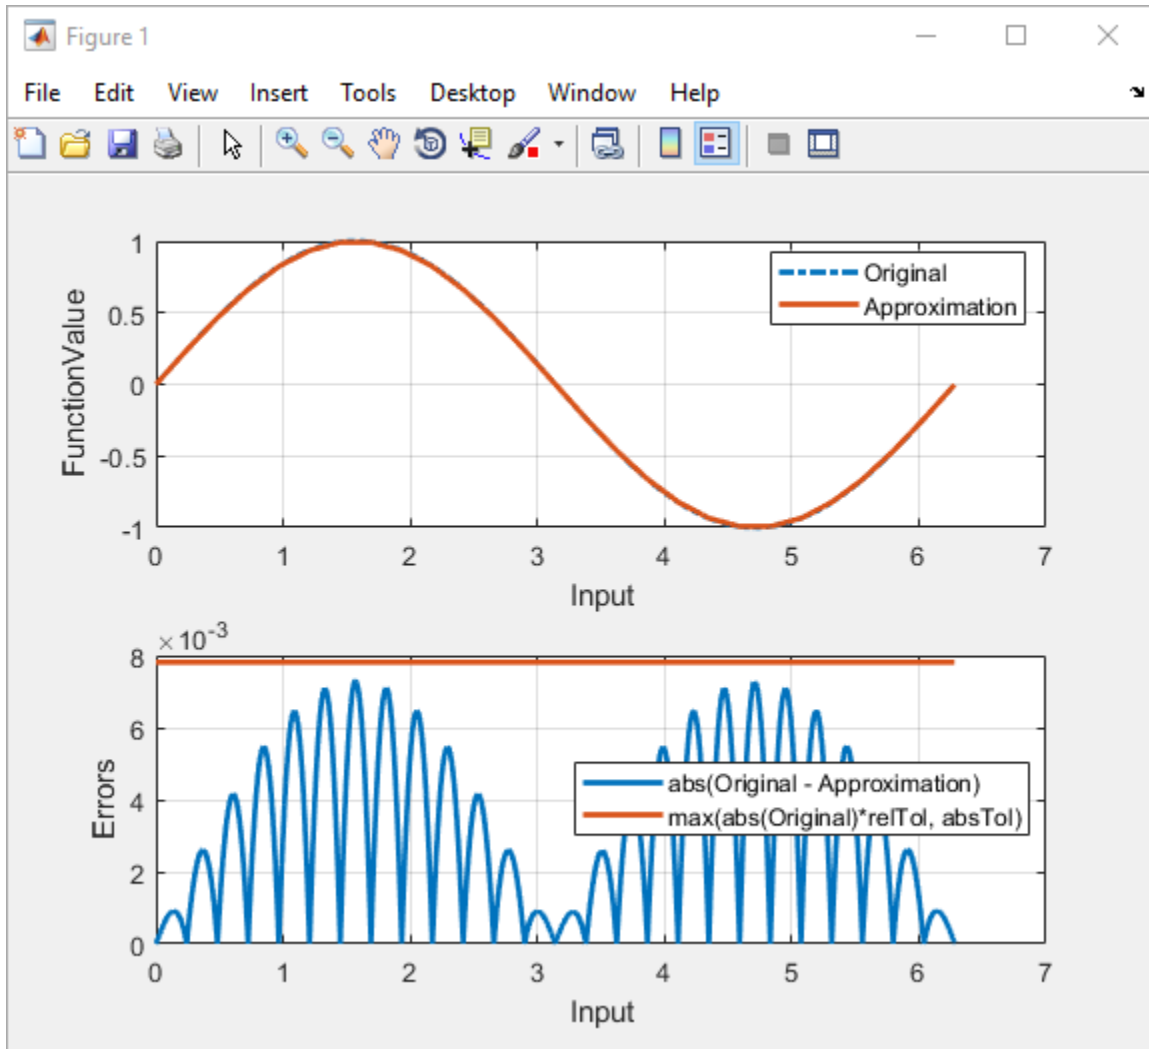 Figure 1
File Edit View Insert Tools Desktop Window Help
FunctionValue
1
0.5
0
-0.5
-1
Original
Approximation
0 1 2 3 4 5 6 7
Input
×10-3
Errors
8
6
4
2
0
abs(Original - Approximation)
max(abs(Original)*relTol, absTol)
0 1 2 3 4 5 6 7
Input